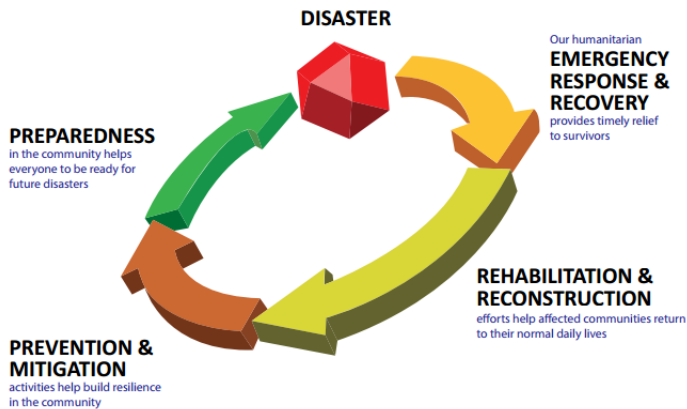 DISASTER
Our humanitarian
EMERGENCY
RESPONSE &
RECOVERY
provides timely relief
to survivors
REHABILITATION &
RECONSTRUCTION
efforts help affected communities return
to their normal daily lives
PREVENTION &
MITIGATION
activities help build resilience
in the community
PREPAREDNESS
in the community helps
everyone to be ready for
future disasters